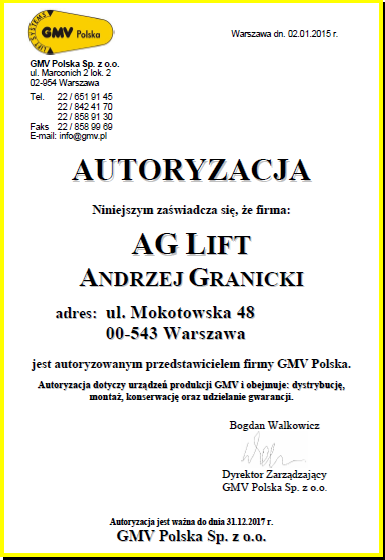 GMV Polska
LIFT SYSTEMS
Warszawa dn. 02.01.2015 r.
GMV Polska Sp. z o.o.
ul. Marconich 2 lok. 2
02-954 Warszawa
Tel. 22 / 651 91 45
22 / 842 41 70
22 / 858 91 30
Faks 22 / 858 99 69
E-mail: info@gmv.pl
AUTORYZACJA
Niniejszym zaświadcza się, że firma:
AG LIFT
ANDRZEJ GRANICKI
adres: ul. Mokotowska 48
00-543 Warszawa
jest autoryzowanym przedstawicielem firmy GMV Polska.
Autoryzacja dotyczy urządzeń produkcji GMV i obejmuje: dystrybucję,
montaż, konserwację oraz udzielanie gwarancji.
Bogdan Walkowicz
Dyrektor Zarządzający
GMV Polska Sp. z o.o.
Autoryzacja jest ważna do dnia 31.12.2017 r.
GMV Polska Sp. z o.o.